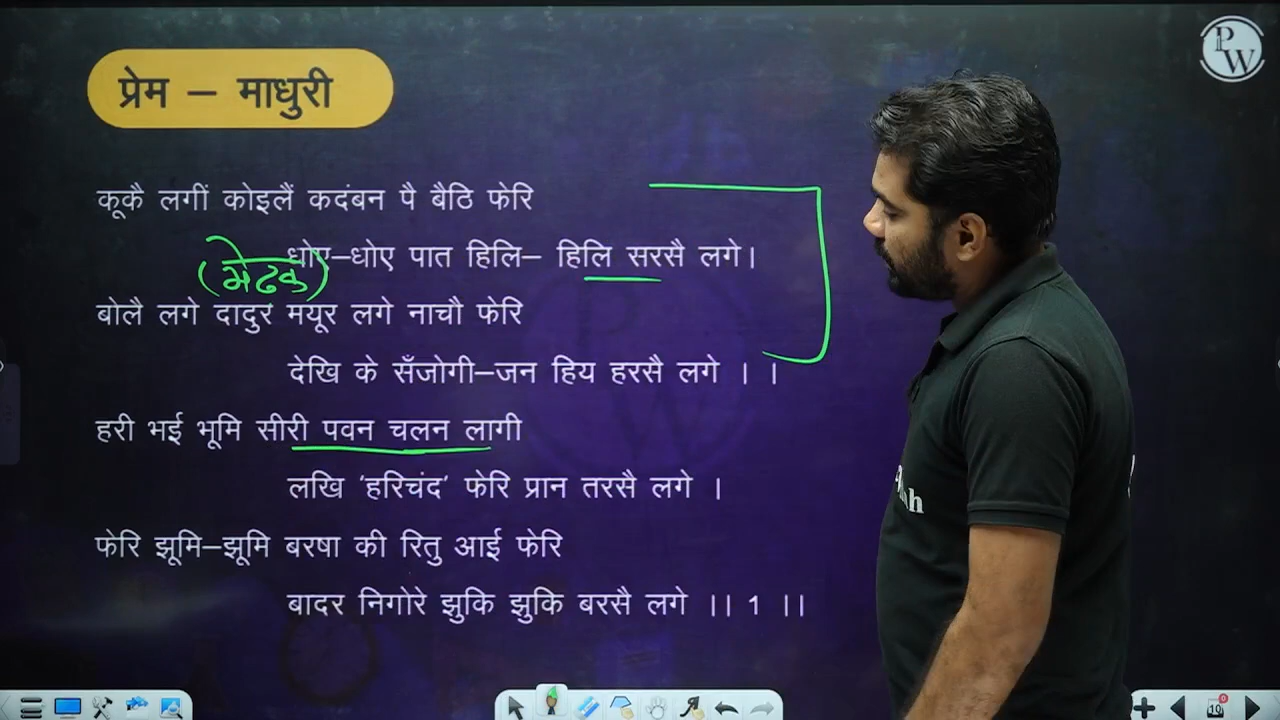 PW
प्रेम – माधुरी
कूकै लगीं कोइलैं कदंबन पै बैठि फेरि
धोए–धोए पात हिलि– हिलि सरसै लगे।
(मेढक)
बोलै लगे दादुर मयूर लगे नाचौ फेरि
देखि के सँजोगी–जन हिय हरसै लगे । ।
हरी भई भूमि सीरी पवन चलन लागी
लखि 'हरिचंद' फेरि प्रान तरसै लगे ।
फेरि झूमि–झूमि बरषा की रितु आई फेरि
बादर निगोरे झुकि झुकि बरसै लगे ।। 1 ।।